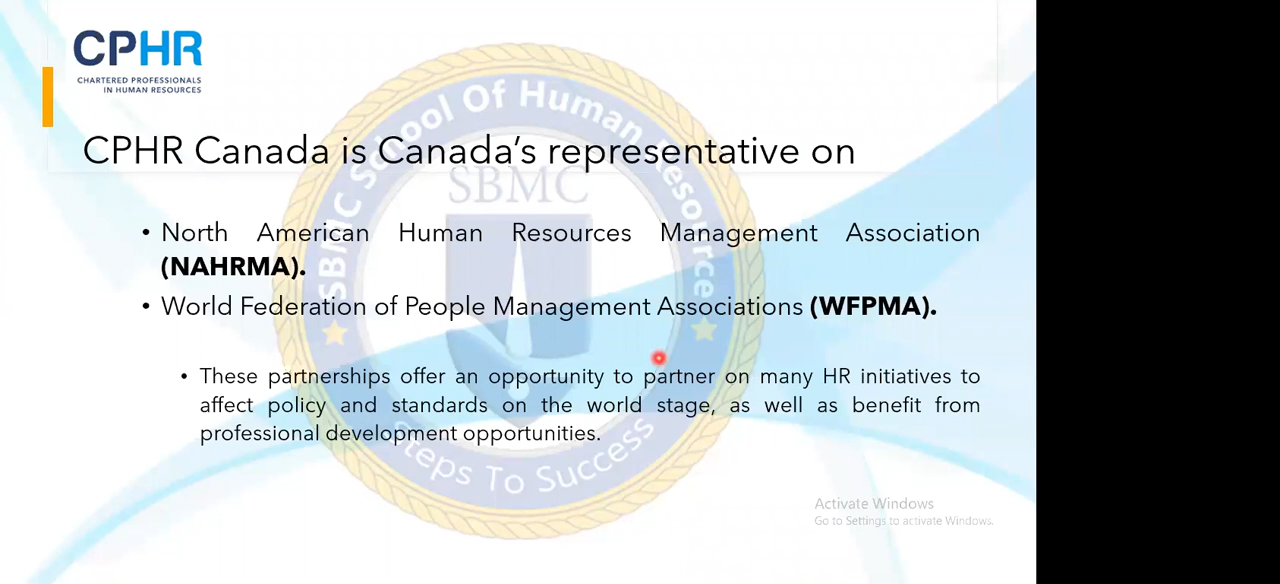 CPHR
CHARTERED PROFESSIONALS
IN HUMAN RESOURCES
CPHR Canada is Canada's representative on
SBMC School Of Human Resource
SBMC
• North American Human Resources Management Association
(NAHRMA).
• World Federation of People Management Associations (WFPMA).
• These partnerships offer an opportunity to partner on many HR initiatives to
affect policy and standards on the world stage, as well as benefit from
professional development opportunities.
Steps To Success
Activate Windows
Go to Settings to activate Windows.